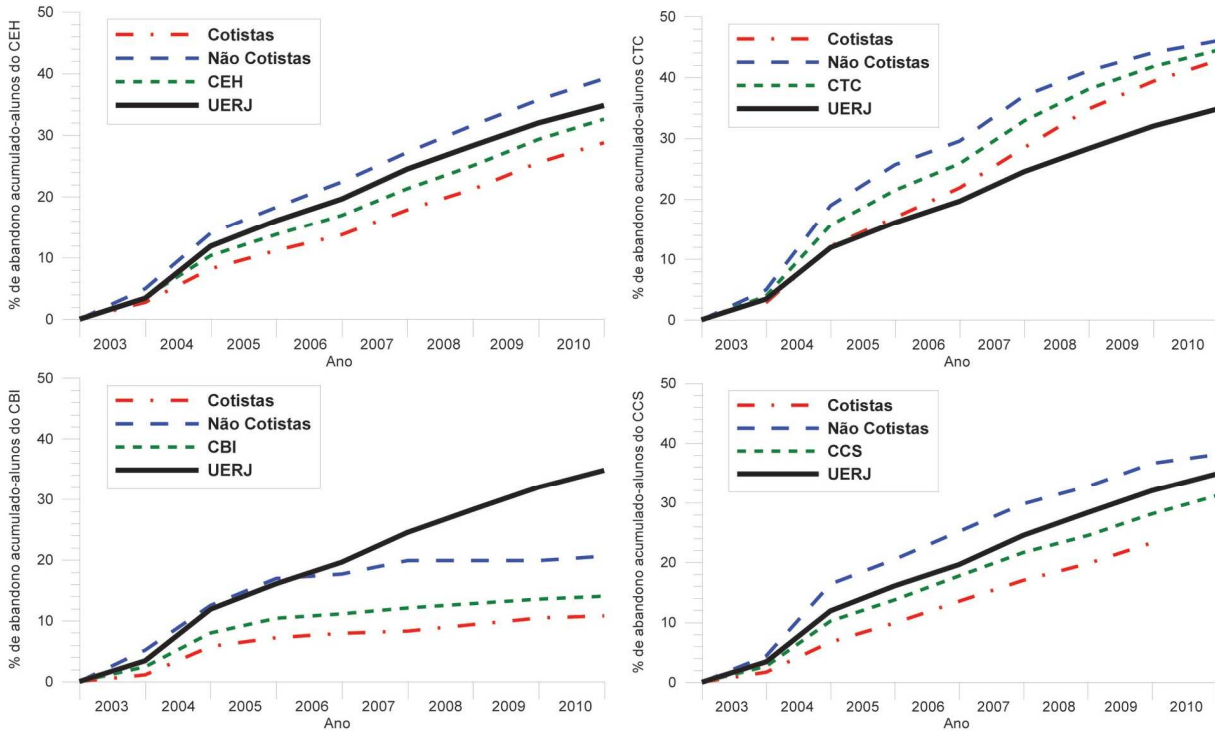 % de abandono acumulado-alunos do CEH
50
40
30
20
10
0
Cotistas
Não Cotistas
CEH
UERJ
2003 2004 2005 2006 2007 2008 2009 2010
Ano
% de abandono acumulado-alunos CTC
50
40
30
20
10
0
Cotistas
Não Cotistas
CTC
UERJ
2003 2004 2005 2006 2007 2008 2009 2010
Ano
% de abandono acumulado-alunos do CBI
50
40
30
20
10
0
Cotistas
Não Cotistas
CBI
UERJ
2003 2004 2005 2006 2007 2008 2009 2010
Ano
% de abandono acumulado-alunos do CCS
50
40
30
20
10
0
Cotistas
Não Cotistas
CCS
UERJ
2003 2004 2005 2006 2007 2008 2009 2010
Ano